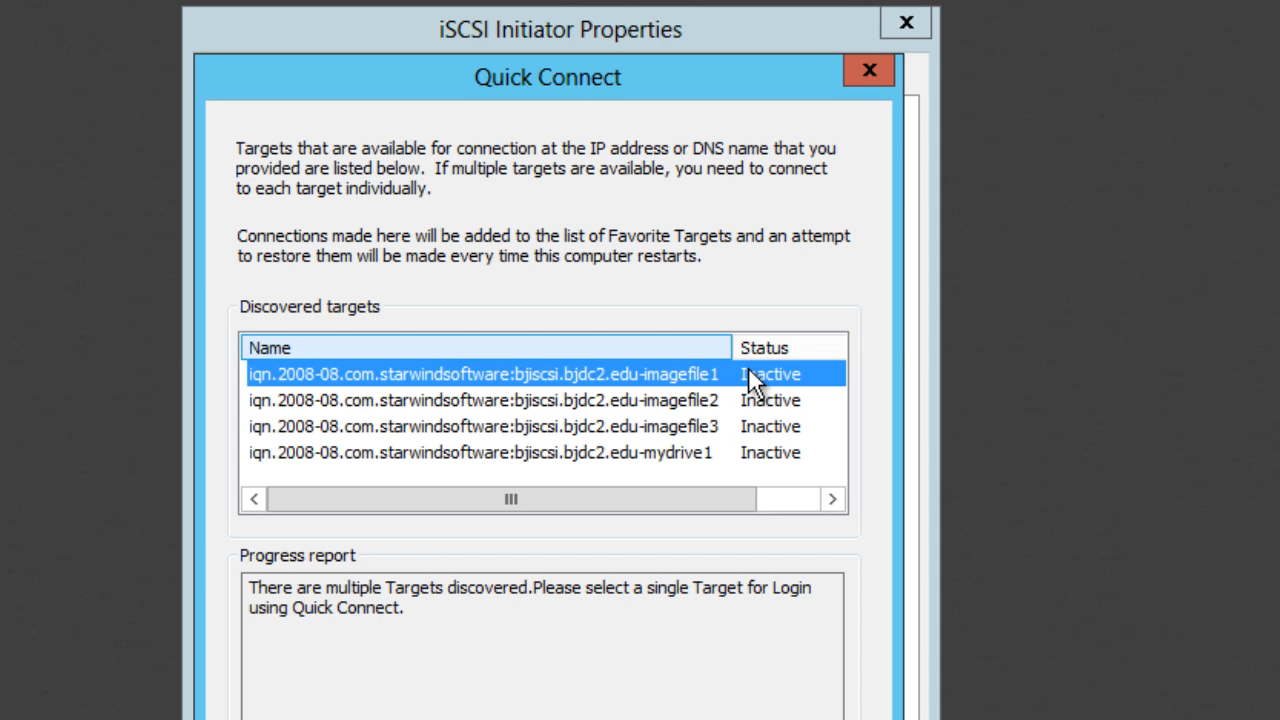 iSCSI Initiator Properties
x
Quick Connect
x
Targets that are available for connection at the IP address or DNS name that you
provided are listed below.  If multiple targets are available, you need to connect
to each target individually.
Connections made here will be added to the list of Favorite Targets and an attempt
to restore them will be made every time this computer restarts.
Discovered targets
Name Status
iqn.2008-08.com.starwindsoftware:bjiscsi.bjdc2.edu-imagefile1 Inactive
iqn.2008-08.com.starwindsoftware:bjiscsi.bjdc2.edu-imagefile2 Inactive
iqn.2008-08.com.starwindsoftware:bjiscsi.bjdc2.edu-imagefile3 Inactive
iqn.2008-08.com.starwindsoftware:bjiscsi.bjdc2.edu-mydrive1 Inactive
Progress report
There are multiple Targets discovered.Please select a single Target for Login
using Quick Connect.